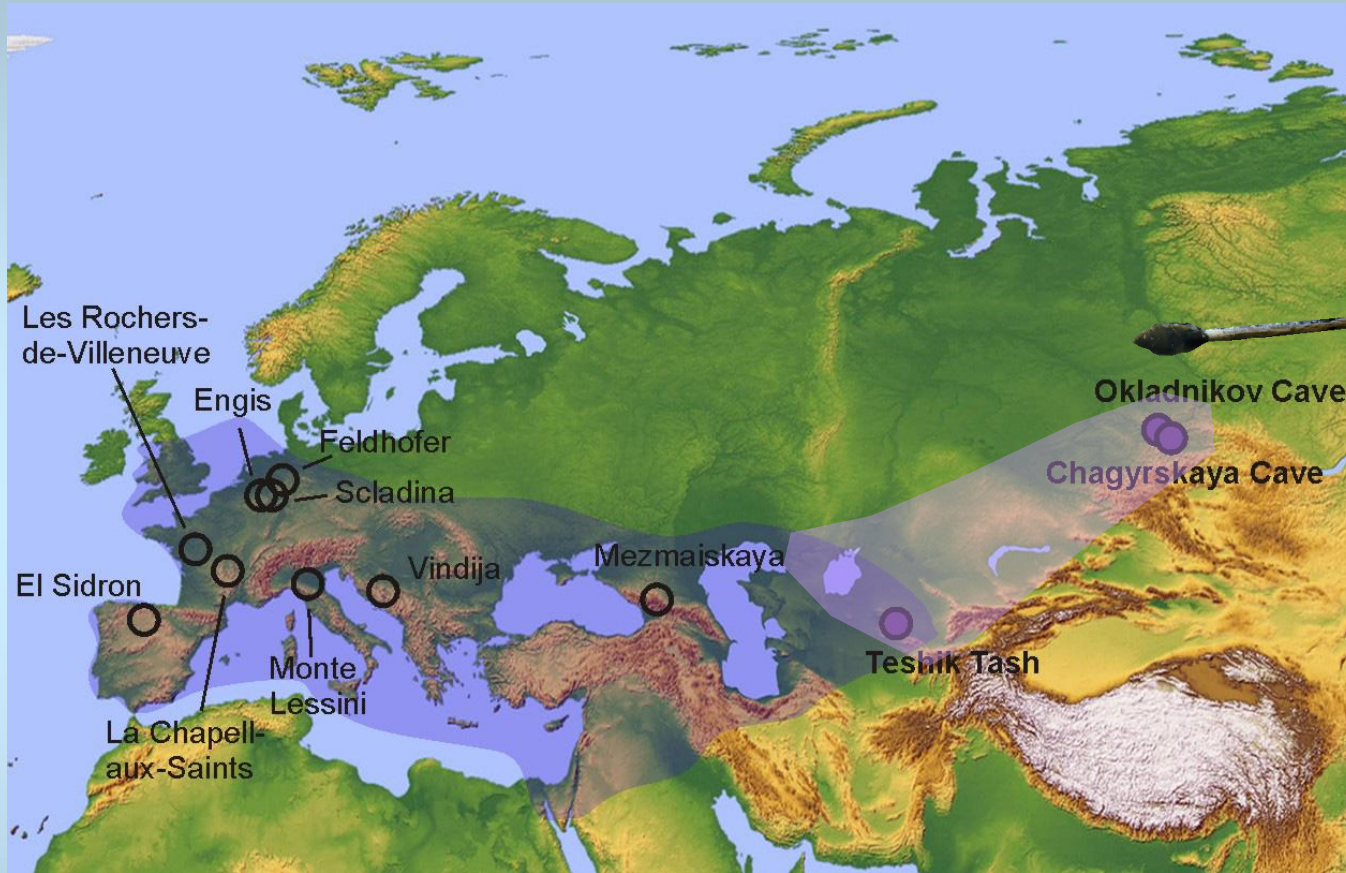 Les Rochers-
de-Villeneuve
Engis
Feldhofer
Scladina
Okladnikov Cave
Chagyrskaya Cave
El Sidron
Vindija
Mezmaiskaya
Monte
Lessini
Teshik Tash
La Chapell-
aux-Saints